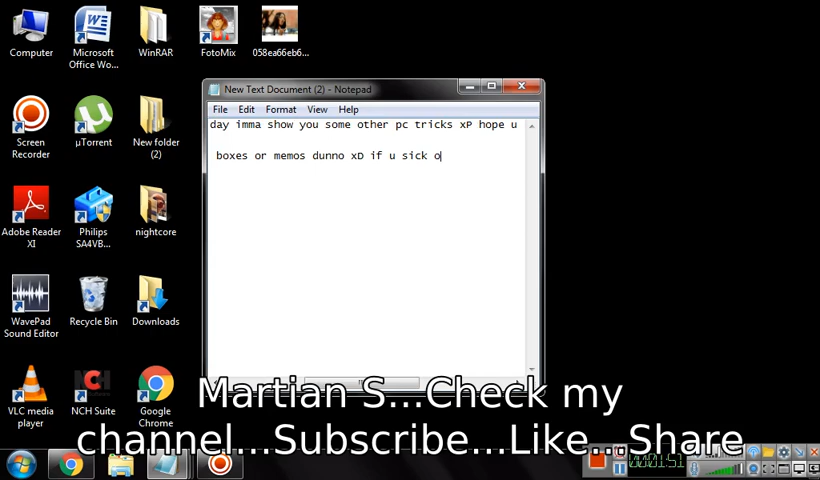 Computer
Microsoft
Office Wo...
WinRAR
FotoMix
058ea66eb6...
New Text Document (2) - Notepad
File Edit Format View Help
day imma show you some other pc tricks xP hope u
boxes or memos dunno xD if u sick o
Screen
Recorder
µTorrent
New folder
(2)
Adobe Reader
XI
Philips
SA4VB...
nightcore
WavePad
Sound Editor
Recycle Bin
Downloads
VLC media
player
NCH Suite
Google
Chrome
Martian S...Check my
channel...Subscribe...Like...Share
00:01:51